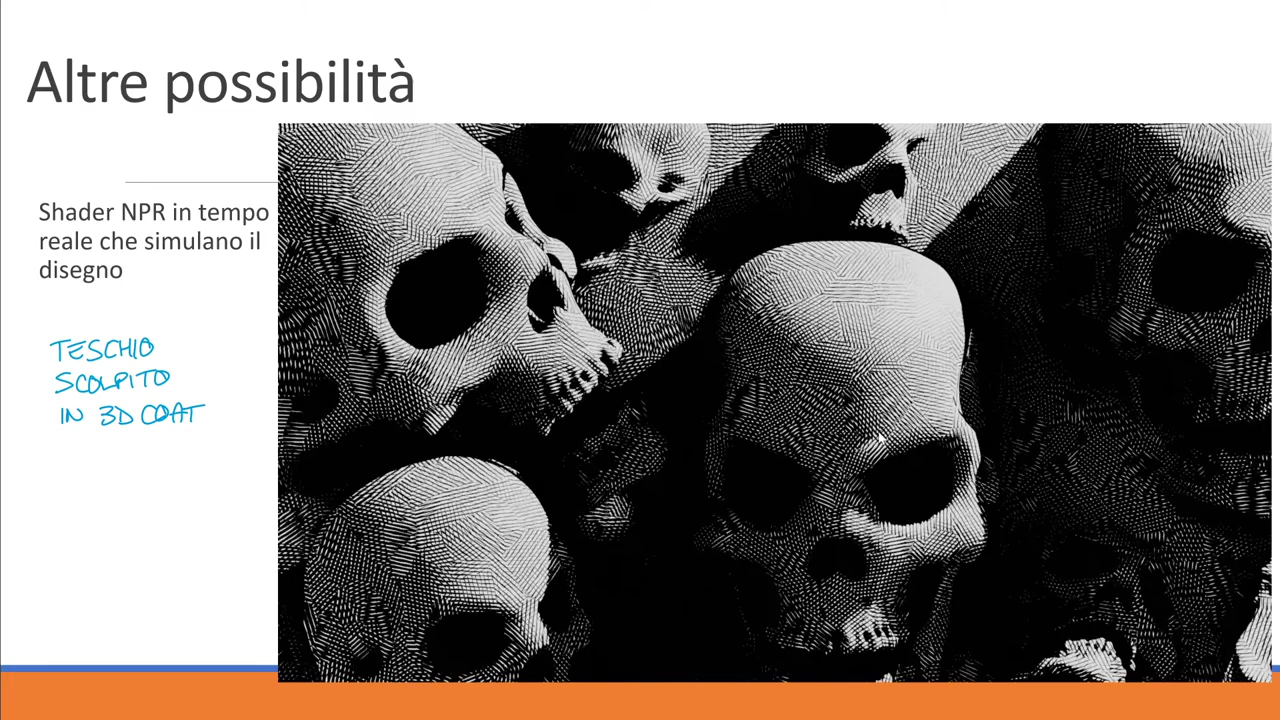 Altre possibilità
Shader NPR in tempo
reale che simulano il
disegno
TESCHIO
SCOLPITO
IN 3D COAT